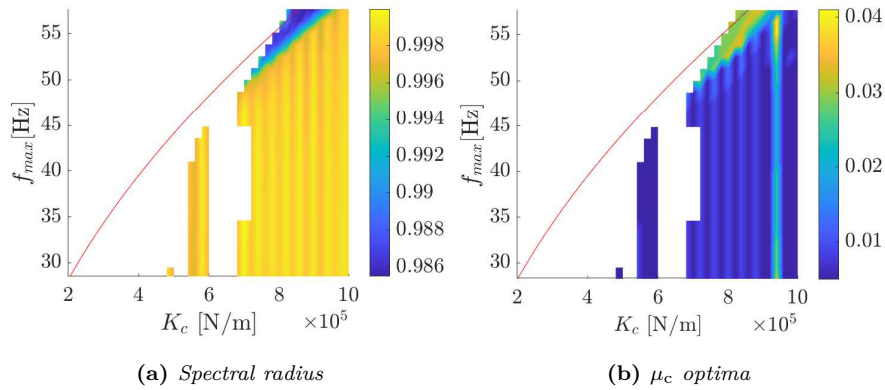 55
50
45
40
35
30
f_max[Hz]
2 4 6 8 10
K_c [N/m] ×10^5
0.998
0.996
0.994
0.992
0.99
0.988
0.986
(a) Spectral radius
55
50
45
40
35
30
f_max[Hz]
2 4 6 8 10
K_c [N/m] ×10^5
0.04
0.03
0.02
0.01
(b) μ_c optima